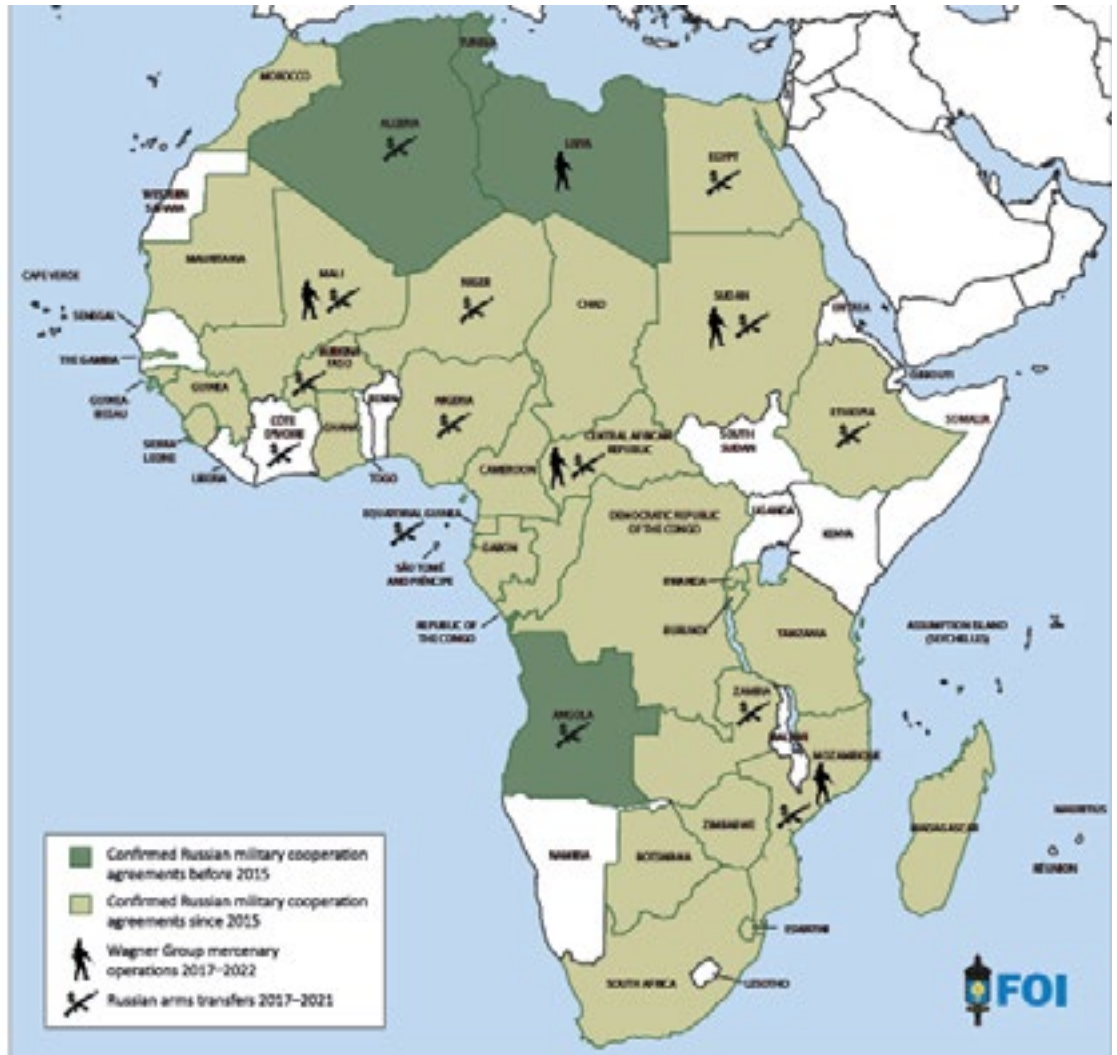 TUNISIA
MOROCCO
ALGERIA
LIBYA
EGYPT
WESTERN
SAHARA
MAURITANIA
CAPE VERDE
MALI
NIGER
CHAD
SUDAN
ERITREA
SENEGAL
THE GAMBIA
BURKINA
FASO
DJIBOUTI
GUINEA
GUINEA-
BISSAU
NIGERIA
ETHIOPIA
BENIN
SOMALIA
CÔTE
D'IVOIRE
GHANA
CENTRAL AFRICAN
REPUBLIC
SOUTH
SUDAN
SIERRA
LEONE
LIBERIA
TOGO
CAMEROON
EQUATORIAL GUINEA
DEMOCRATIC REPUBLIC
OF THE CONGO
UGANDA
KENYA
GABON
SÃO TOMÉ
AND PRÍNCIPE
RWANDA
REPUBLIC OF
THE CONGO
BURUNDI
TANZANIA
ASSUMPTION ISLAND
(SEYCHELLES)
ZAMBIA
ANGOLA
MALAWI
MOZAMBIQUE
MAURITIUS
ZIMBABWE
MADAGASCAR
NAMIBIA
BOTSWANA
RÉUNION
ESWATINI
SOUTH AFRICA
LESOTHO
Confirmed Russian military cooperation
agreements before 2015
Confirmed Russian military cooperation
agreements since 2015
Wagner Group mercenary
operations 2017–2022
Russian arms transfers 2017–2021
FOI